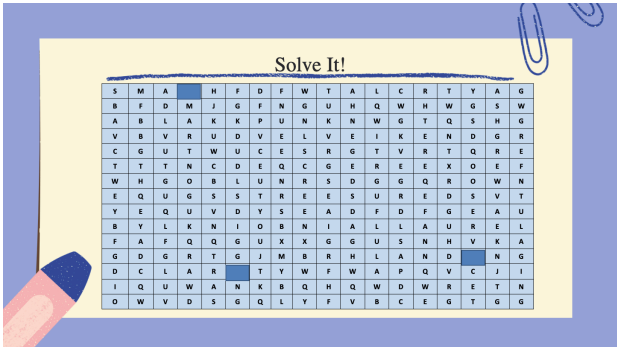 Solve It!
S M A H F D F W T A L C R T Y A G
B F D M J G F N G U H Q W H W G S W
A B L A K K P U N K N W G T Q S H G
V B V R U D V E L V E I K E N D G R
C G U T W U C E S R G T V R T Q R E
T T T N C D E Q C G E R E E X O E F
W H G O B L U N R S D G G Q R O W N
E Q U G S S T R E E S U R E D S V T
Y E Q U V D Y S E A D F D F G E A U
B Y L K N I O B N I A L L A U R E L
F A F Q Q G U X X G G U S N H V K A
G D G R T G J M B R H L A N D N G
D C L A R T Y W F W A P Q V C J I
I Q U W A N K B Q H Q W D W R E T N
O W V D S G Q L Y F V B C E G T G G